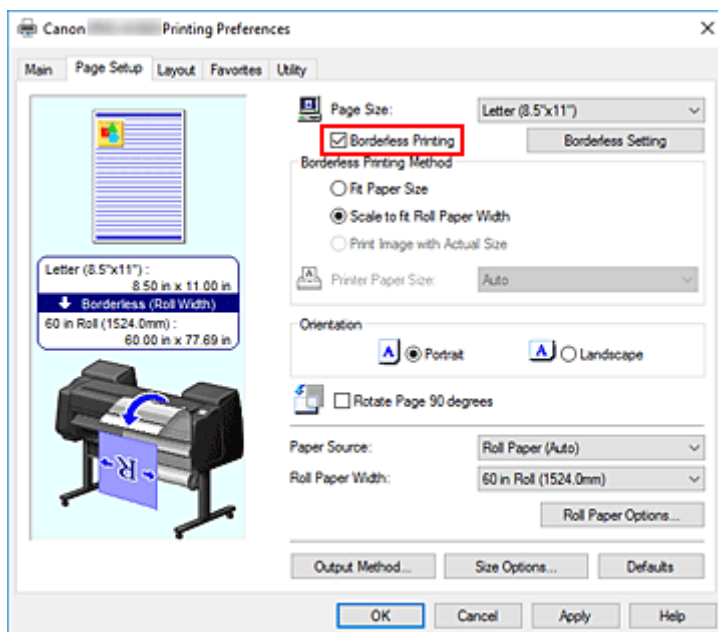 Canon Printing Preferences
Main Page Setup Layout Favorites Utility
Page Size: Letter (8.5"x11")
Borderless Printing Borderless Setting
Borderless Printing Method
Fit Paper Size
Scale to fit Roll Paper Width
Print Image with Actual Size
Printer Paper Size: Auto
Letter (8.5"x11") :
8.50 in x 11.00 in
Borderless (Roll Width)
60 in Roll (1524.0mm) :
60.00 in x 77.69 in
Orientation
A Portrait A Landscape
Rotate Page 90 degrees
R
Paper Source: Roll Paper (Auto)
Roll Paper Width: 60 in Roll (1524.0mm)
Roll Paper Options...
Output Method... Size Options... Defaults
OK Cancel Apply Help